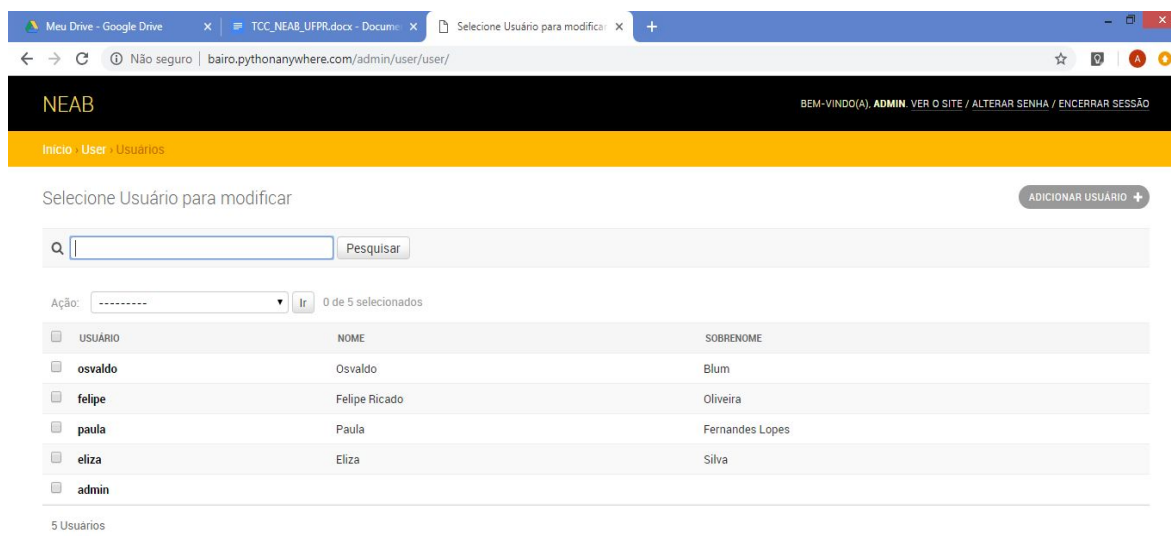 Meu Drive - Google Drive TCC_NEAB_UFPR.docx - Docume Selecione Usuário para modifica
Não seguro bairo.pythonanywhere.com/admin/user/user/ A
NEAB BEM-VINDO(A), ADMIN. VER O SITE / ALTERAR SENHA / ENCERRAR SESSÃO
Início › User › Usuários
Selecione Usuário para modificar ADICIONAR USUÁRIO +
Pesquisar
Ação: --------- Ir 0 de 5 selecionados
USUÁRIO NOME SOBRENOME
osvaldo Osvaldo Blum
felipe Felipe Ricado Oliveira
paula Paula Fernandes Lopes
eliza Eliza Silva
admin
5 Usuários